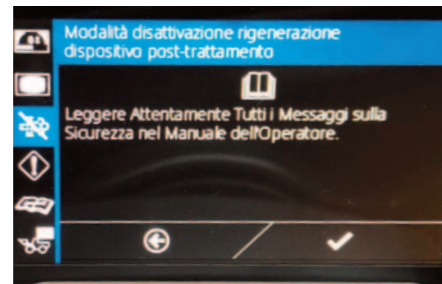 Modalità disattivazione rigenerazione
dispositivo post-trattamento
Leggere Attentamente Tutti i Messaggi sulla
Sicurezza nel Manuale dell'Operatore.